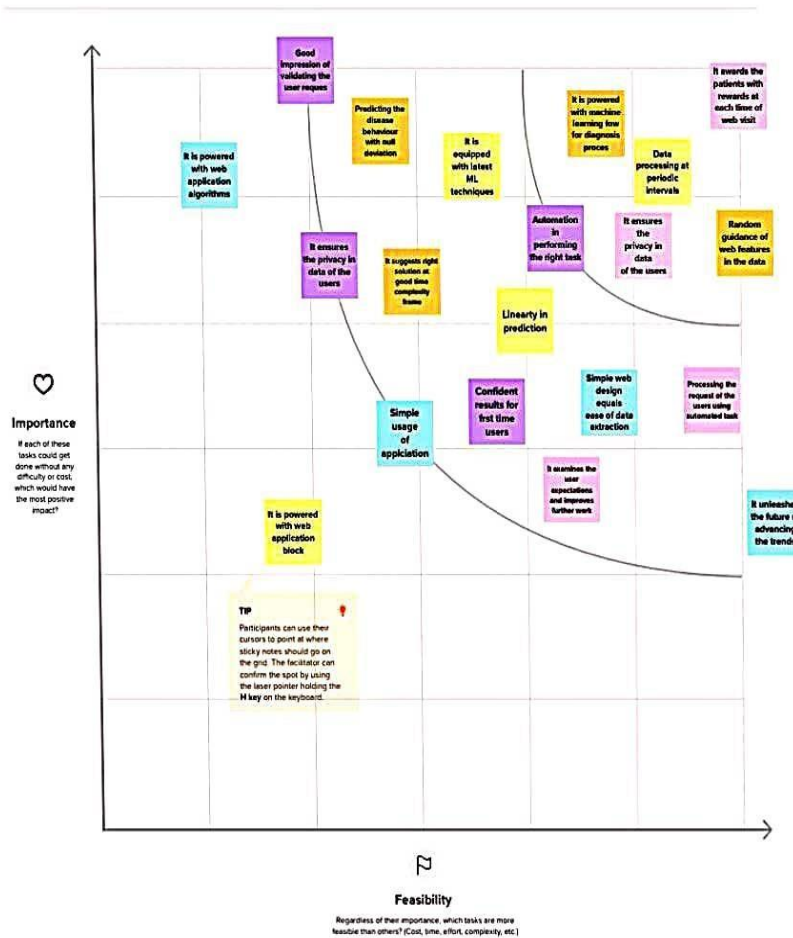 Good
impression of
validating the
user reques
Predicting the
disease
behaviour
with null
deviation
It is powered
with machine
learning fow
for diagnosis
proces
It awards the
patients with
rewards at
each time of
web visit
It is powered
with web
application
algorithms
It is
equipped
with latest
ML
techniques
Data
processing at
periodic
intervals
It ensures
the privacy in
data of the
users
It suggests right
solution at
good time
complexity
frame
Automation
in
performing
the right task
It ensures
the
privacy in
data
of the users
Random
guidance of
web features
in the data
Linearty in
prediction
Simple
usage
of
appiciation
Confident
results for
frst time
users
Simple web
design
equals
ease of data
extraction
Processing the
request of the
users using
automated task
It examines the
user
expectations
and improves
further work
It unleashe
the future o
advancing
the trends
It is powered
with web
application
block
TIP
Participants can use their
cursors to point at where
sticky notes should go on
the grid. The facilitator can
confirm the spot by using
the laser pointer holding the
H key on the keyboard.
Importance
If each of these
tasks could get
done without any
difficulty or cost,
which would have
the most positive
impact?
Feasibility
Regardless of their importance, which tasks are more
feasible than others? (Cost, time, effort, complexity, etc.)